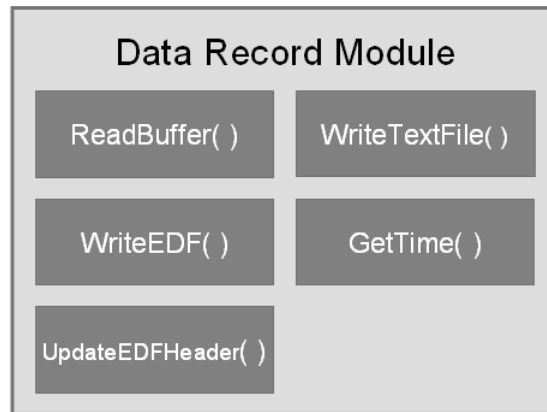 Data Record Module
ReadBuffer( )
WriteTextFile( )
WriteEDF( )
GetTime( )
UpdateEDFHeader( )